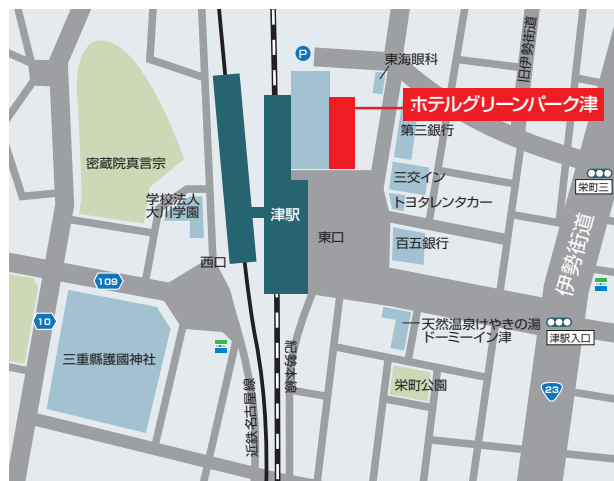 P
東海眼科
旧伊勢街道
ホテルグリーンパーク津
第三銀行
密蔵院真言宗
三交イン
栄町三
学校法人
大川学園
トヨタレンタカー
津駅
東口
百五銀行
伊勢街道
西口
109
10
天然温泉けやきの湯
ドーミーイン津
津駅入口
三重縣護國神社
紀勢本線
近鉄名古屋線
栄町公園
23